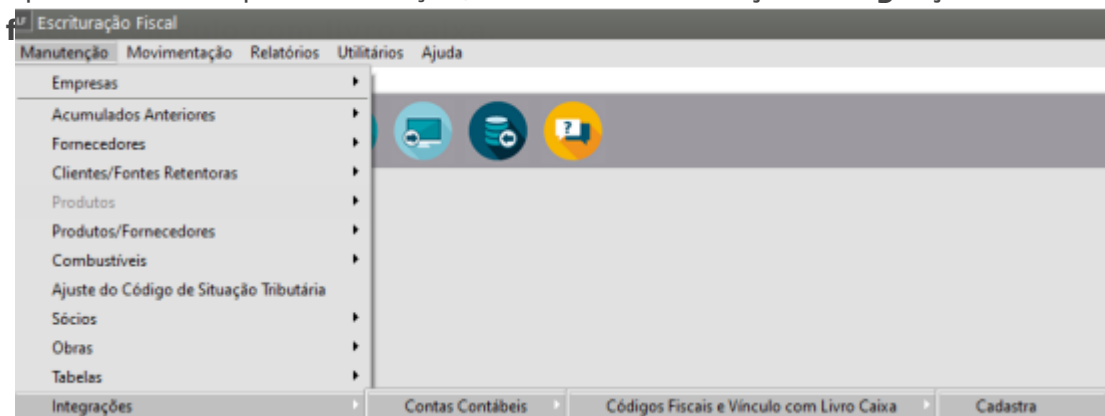 Escrituração Fiscal
Manutenção Movimentação Relatórios Utilitários Ajuda
Empresas
Acumulados Anteriores
Fornecedores
Clientes/Fontes Retentoras
Produtos
Produtos/Fornecedores
Combustíveis
Ajuste do Código de Situação Tributária
Sócios
Obras
Tabelas
Integrações Contas Contábeis Códigos Fiscais e Vínculo com Livro Caixa Cadastra